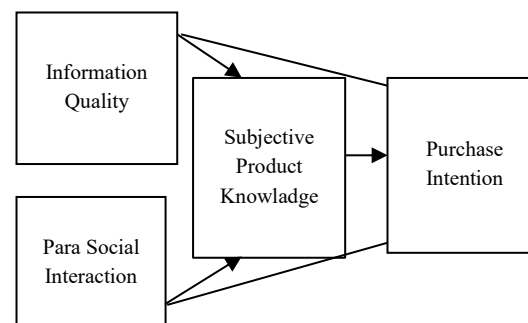 Information
Quality
Subjective
Product
Knowladge
Purchase
Intention
Para Social
Interaction